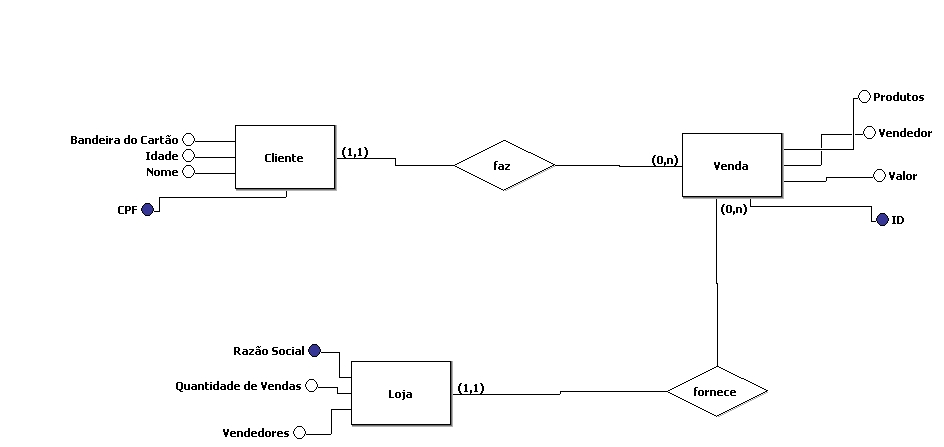 Produtos
Bandeira do Cartão
Cliente
(1,1)
faz
(0,n)
Venda
Vendedor
Idade
Nome
Valor
CPF
(0,n)
ID
Razão Social
Quantidade de Vendas
Loja
(1,1)
fornece
Vendedores